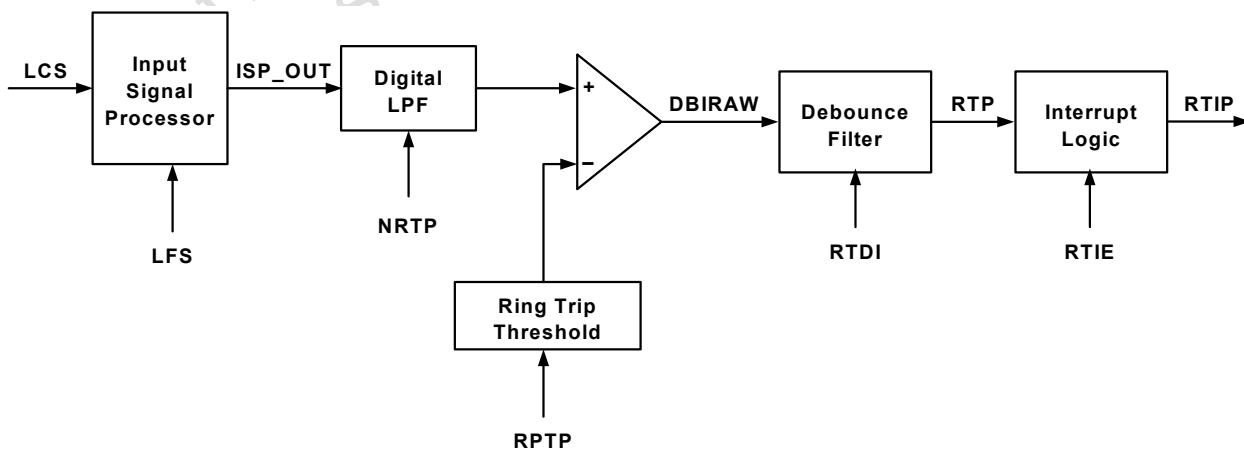 LCS
Input
Signal
Processor
ISP_OUT
Digital
LPF
+
−
DBIRAW
Debounce
Filter
RTP
Interrupt
Logic
RTIP
LFS
NRTP
RTDI
RTIE
Ring Trip
Threshold
RPTP